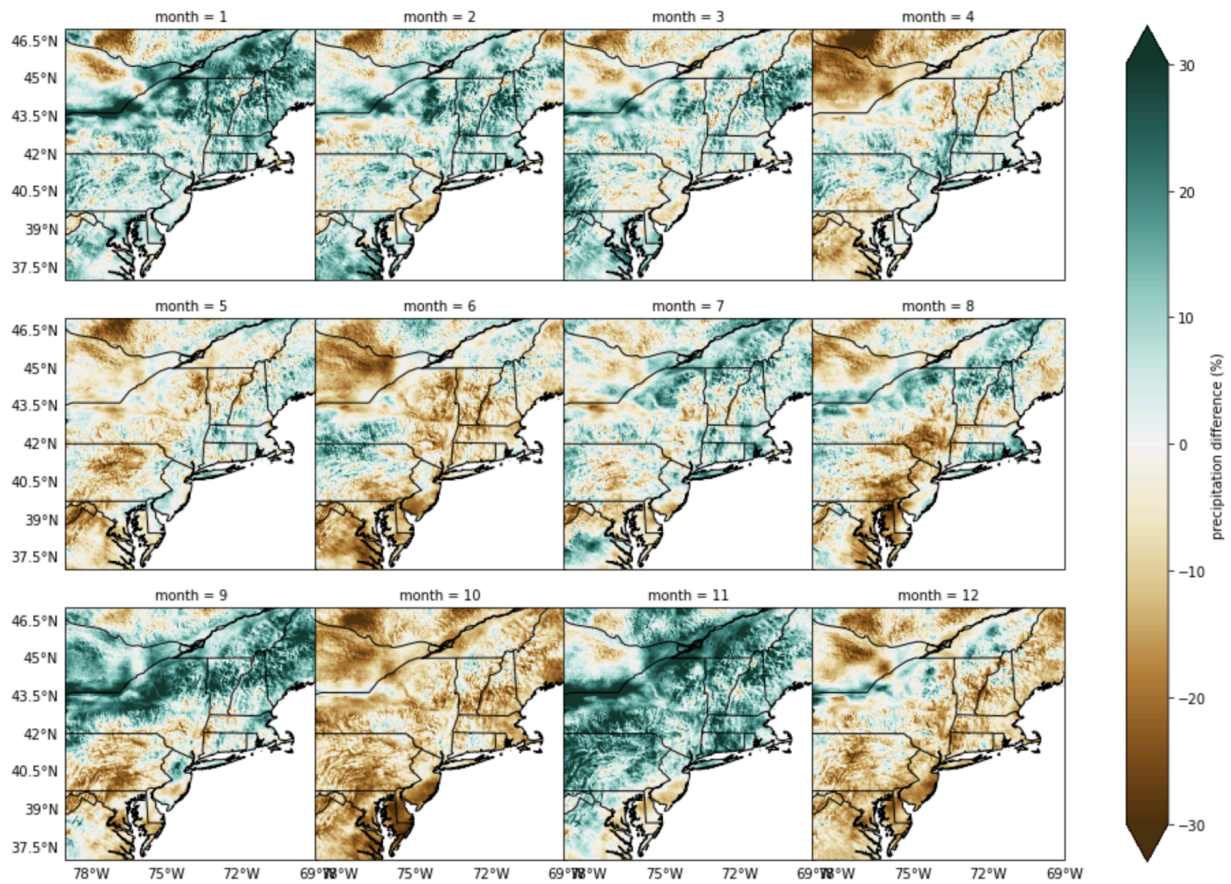 month = 1
month = 2
month = 3
month = 4
46.5°N
45°N
43.5°N
42°N
40.5°N
39°N
37.5°N
month = 5
month = 6
month = 7
month = 8
46.5°N
45°N
43.5°N
42°N
40.5°N
39°N
37.5°N
month = 9
month = 10
month = 11
month = 12
46.5°N
45°N
43.5°N
42°N
40.5°N
39°N
37.5°N
78°W 75°W 72°W 69°W
75°W 72°W 69°W
75°W 72°W 69°W
75°W 72°W 69°W
30
20
10
0
−10
−20
−30
precipitation difference (%)